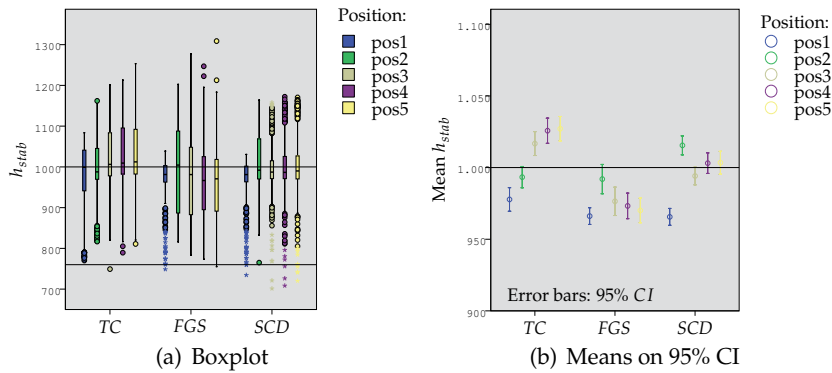 Position:
pos1
pos2
pos3
pos4
pos5
1300
1200
1100
1000
900
800
700
h_stab
TC
FGS
SCD
(a) Boxplot
Position:
pos1
pos2
pos3
pos4
pos5
1.100
1.050
1.000
950
900
Mean h_stab
Error bars: 95% CI
TC
FGS
SCD
(b) Means on 95% CI